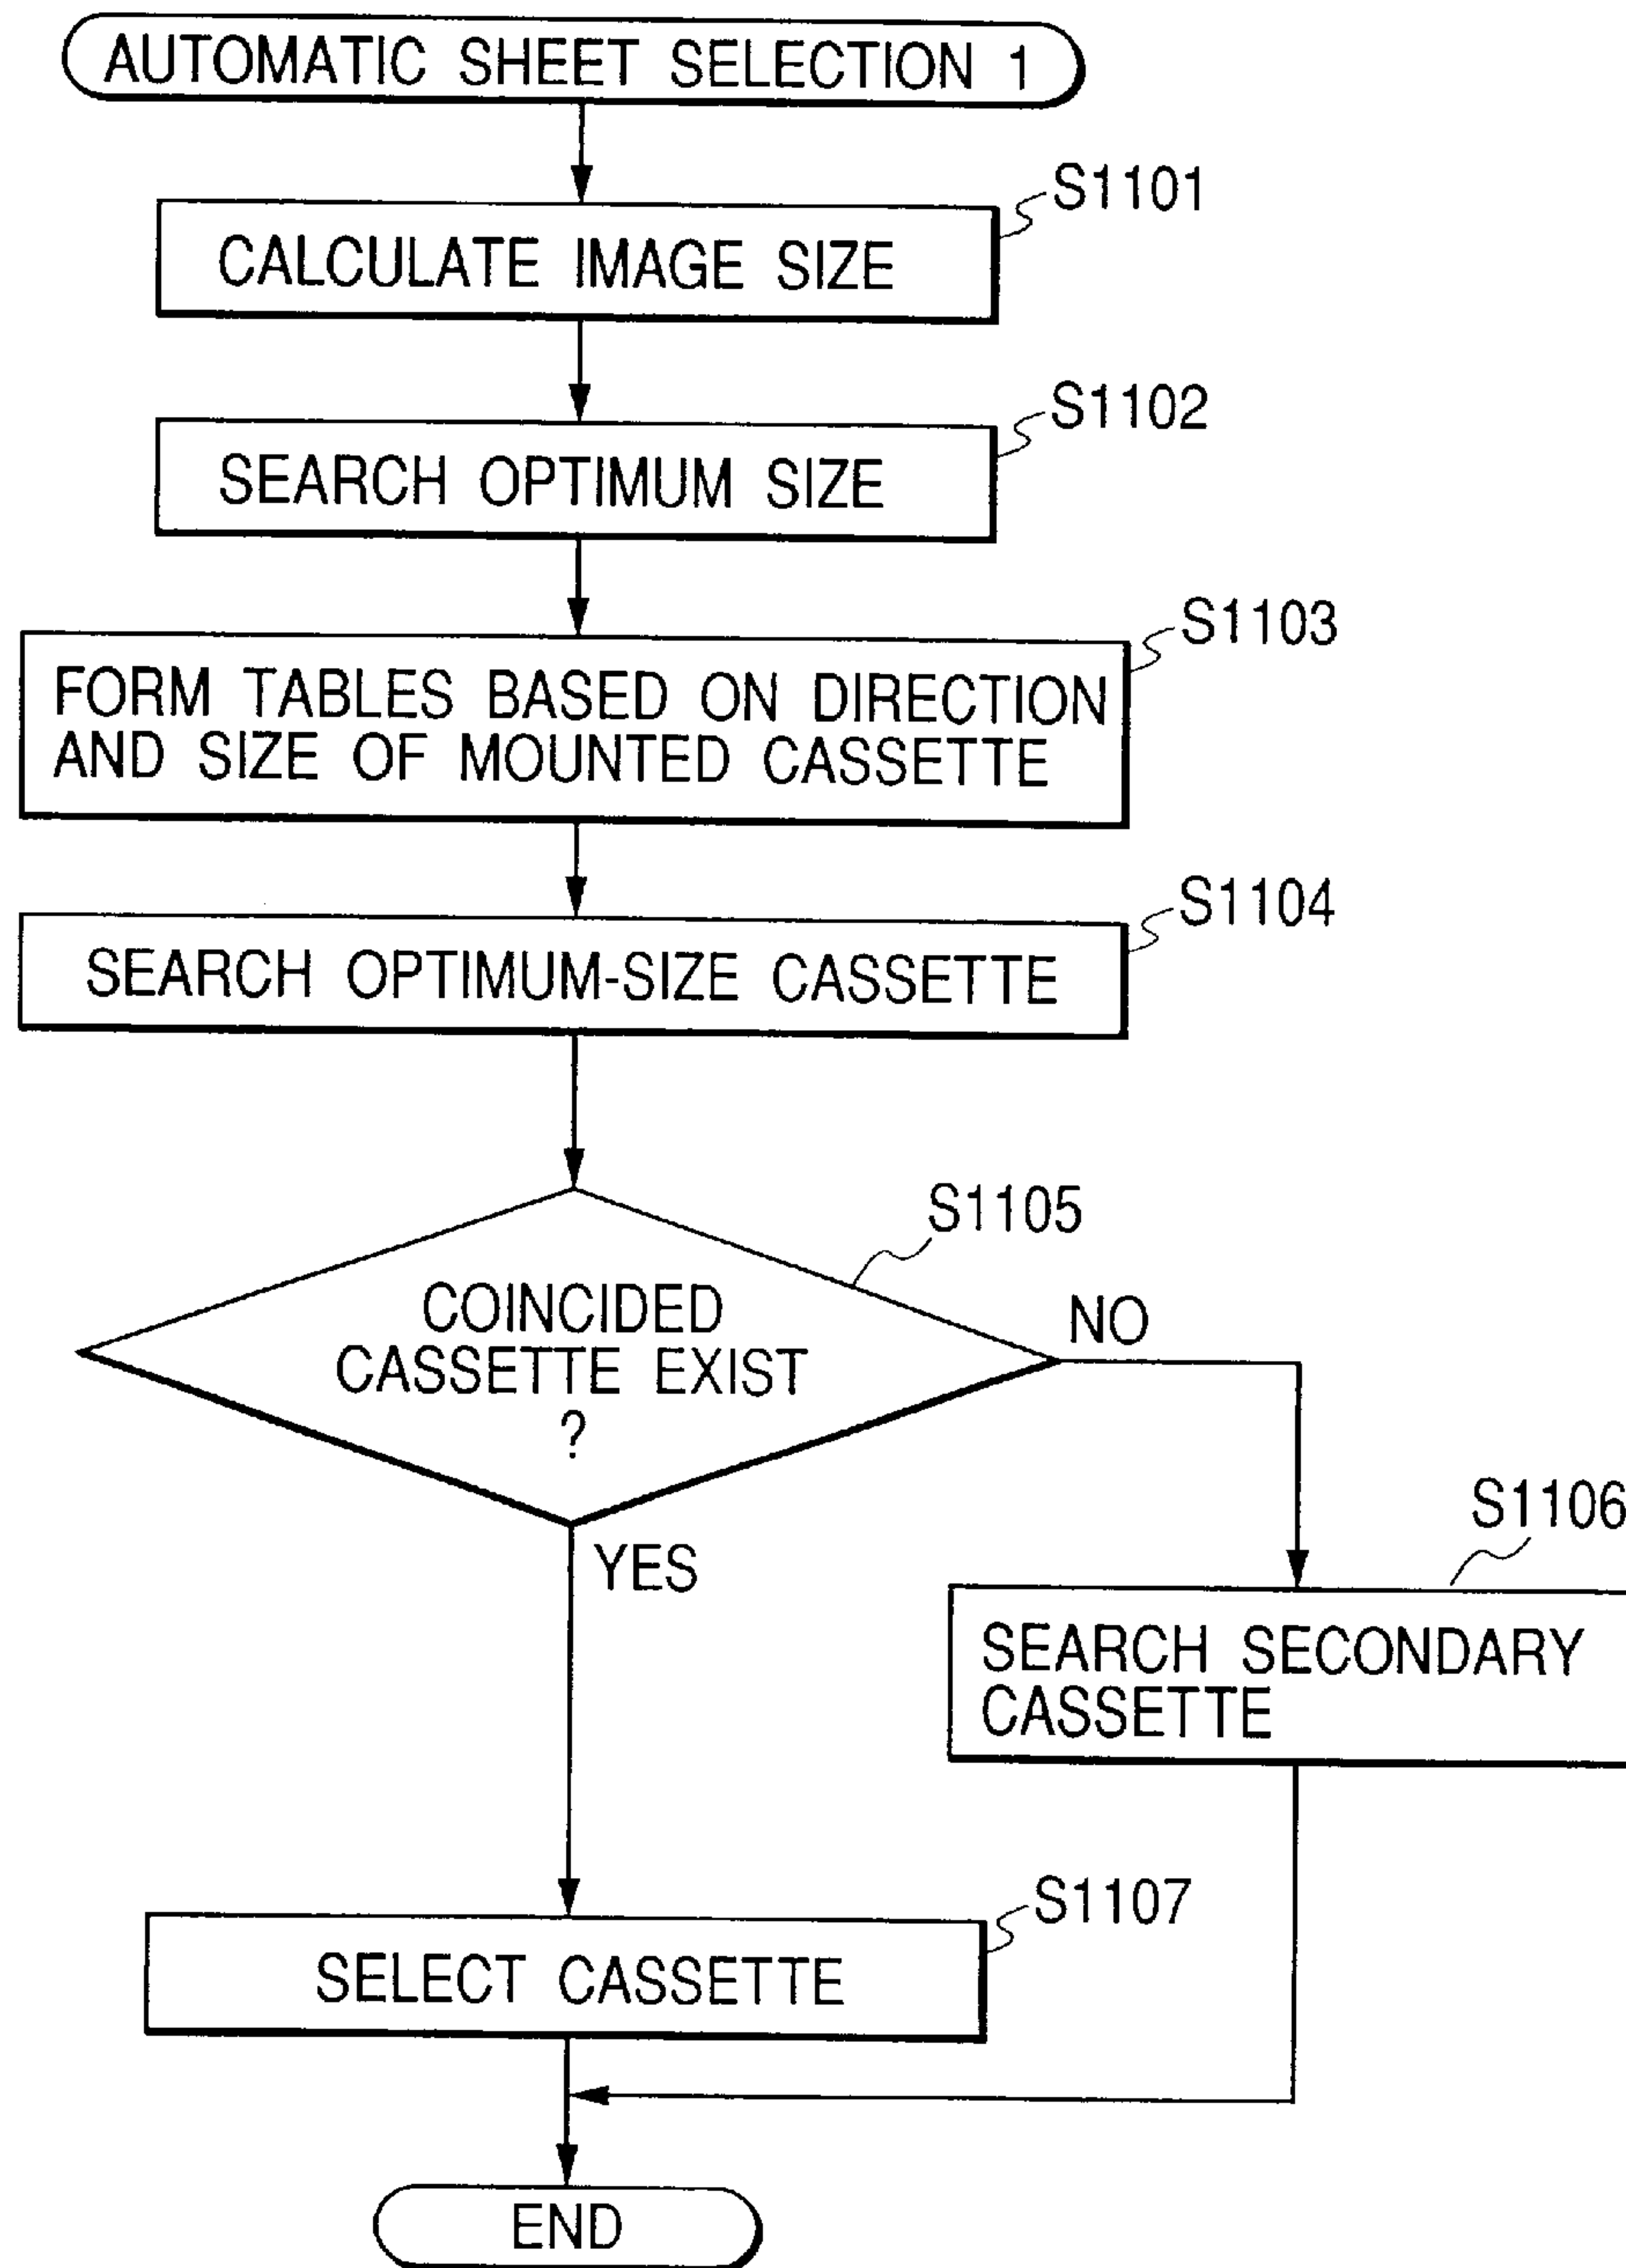 AUTOMATIC SHEET SELECTION 1
S1101
CALCULATE IMAGE SIZE
S1102
SEARCH OPTIMUM SIZE
S1103
FORM TABLES BASED ON DIRECTION
AND SIZE OF MOUNTED CASSETTE
S1104
SEARCH OPTIMUM-SIZE CASSETTE
S1105
COINCIDED
CASSETTE EXIST
?
NO
YES
S1106
SEARCH SECONDARY
CASSETTE
S1107
SELECT CASSETTE
END